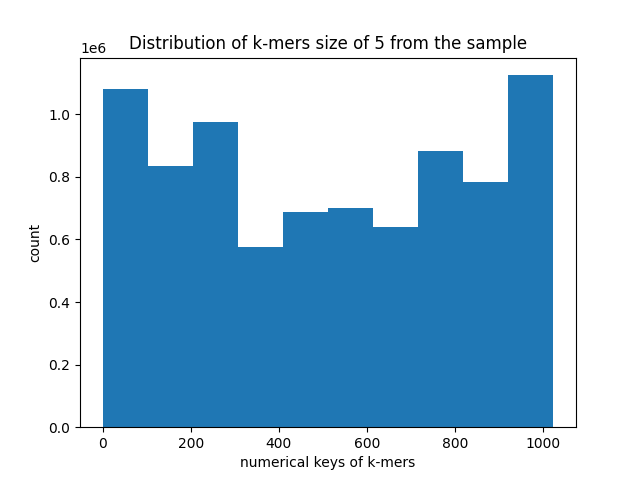 Distribution of k-mers size of 5 from the sample
1e6
1.0
0.8
0.6
0.4
0.2
0.0
count
0 200 400 600 800 1000
numerical keys of k-mers